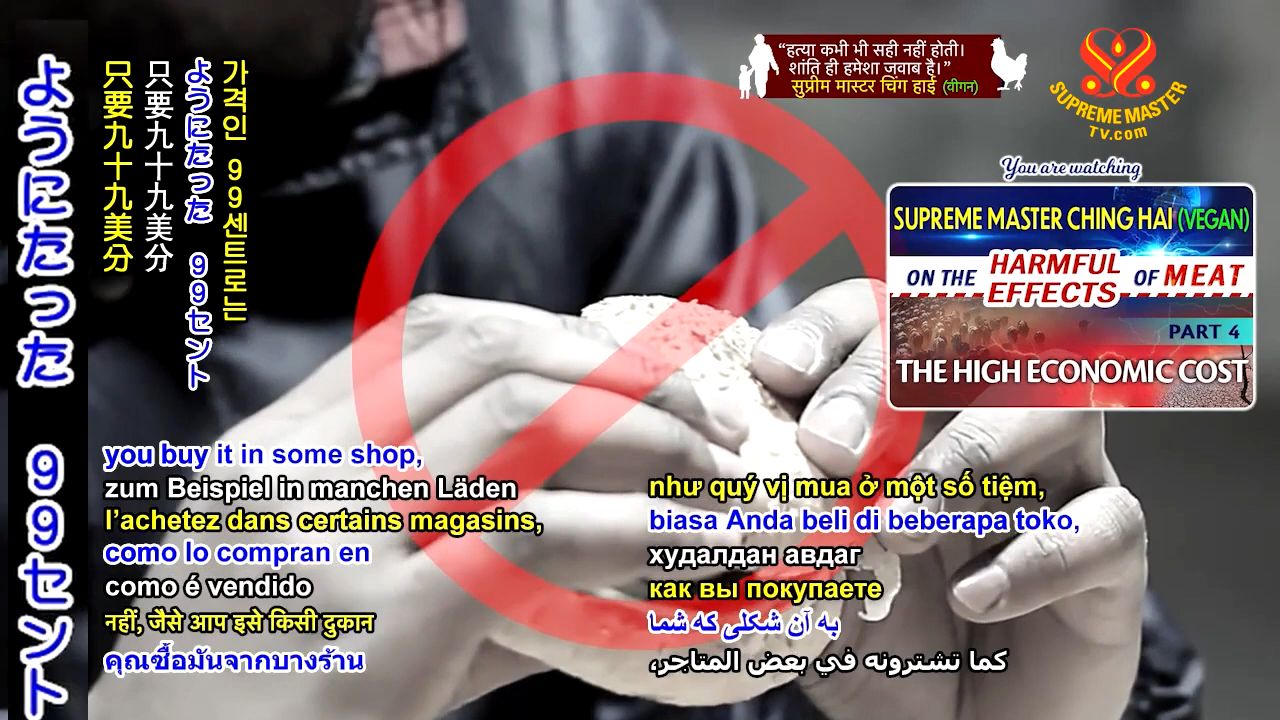 ようにたった 99セント
只要九十九美分
只要九十九美分
ようにたった 99セント
가격인 99센트로는
“हत्या कभी भी सही नहीं होती।
शांति ही हमेशा जवाब है।”
सुप्रीम मास्टर चिंग हाई (वीगन)
SUPREME MASTER
TV.com
You are watching
SUPREME MASTER CHING HAI (VEGAN)
ON THE HARMFUL EFFECTS OF MEAT
PART 4
THE HIGH ECONOMIC COST
you buy it in some shop,
zum Beispiel in manchen Läden
l’achetez dans certains magasins,
como lo compran en
como é vendido
नहीं, जैसे आप इसे किसी दुकान
คุณซื้อมันจากบางร้าน
như quý vị mua ở một số tiệm,
biasa Anda beli di beberapa toko,
худалдан авдаг
как вы покупаете
به آن شکلی که شما
كما تشترونه في بعض المتاجر،